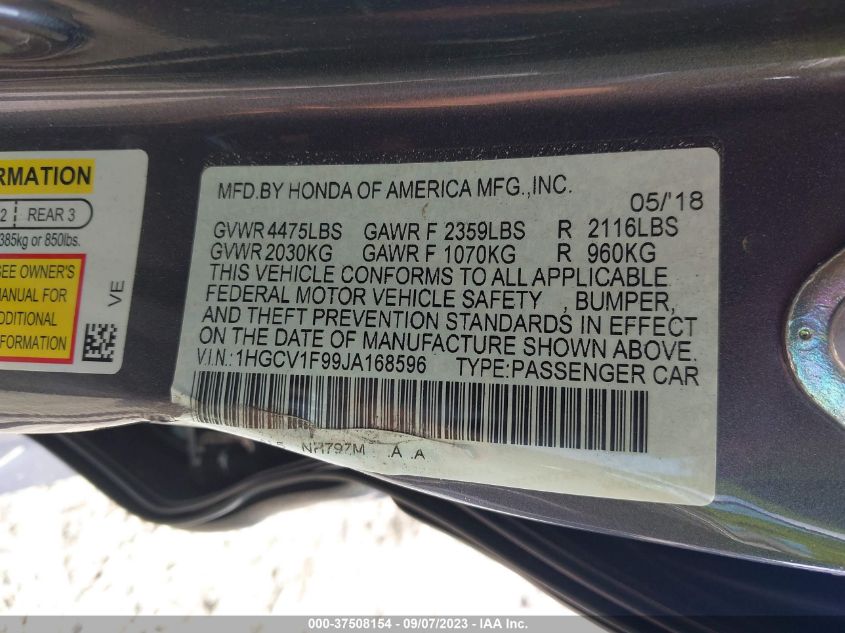 RMATION
2 REAR 3
385kg or 850lbs.
SEE OWNER'S
MANUAL FOR
ADDITIONAL
NFORMATION
VE
MFD.BY HONDA OF AMERICA MFG.,INC.
05/'18
GVWR 4475LBS GAWR F 2359LBS R 2116LBS
GVWR 2030KG GAWR F 1070KG R 960KG
THIS VEHICLE CONFORMS TO ALL APPLICABLE
FEDERAL MOTOR VEHICLE SAFETY , BUMPER,
AND THEFT PREVENTION STANDARDS IN EFFECT
ON THE DATE OF MANUFACTURE SHOWN ABOVE.
V.I.N.:1HGCV1F99JA168596 TYPE:PASSENGER CAR
NH797M A A
000-37508154 - 09/07/2023 - IAA Inc.